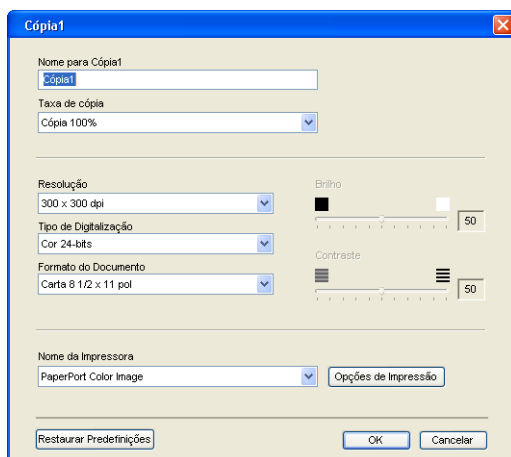 Cópia1
Nome para Cópia1
Cópia1
Taxa de cópia
Cópia 100%
Resolução
300 x 300 dpi
Tipo de Digitalização
Cor 24-bits
Formato do Documento
Carta 8 1/2 x 11 pol
Brilho
50
Contraste
50
Nome da Impressora
PaperPort Color Image
Opções de Impressão
Restaurar Predefinições
OK
Cancelar